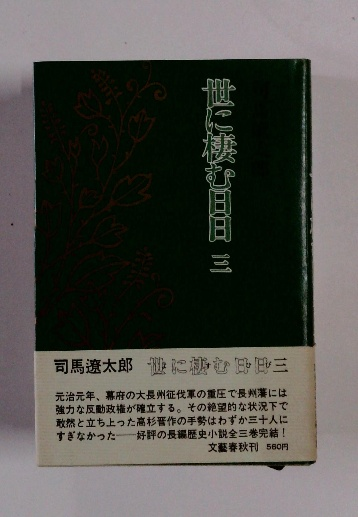 世に棲む日日 三
司馬遼太郎 世に棲む日日三
元治元年、幕府の大長州征伐軍の重圧で長州藩には
強力な反動政権が確立する。その絶望的な状況下で
敢然と立ち上った高杉晋作の手勢はわずか三十人に
すぎなかった──好評の長編歴史小説全三巻完結!
文藝春秋刊 560円